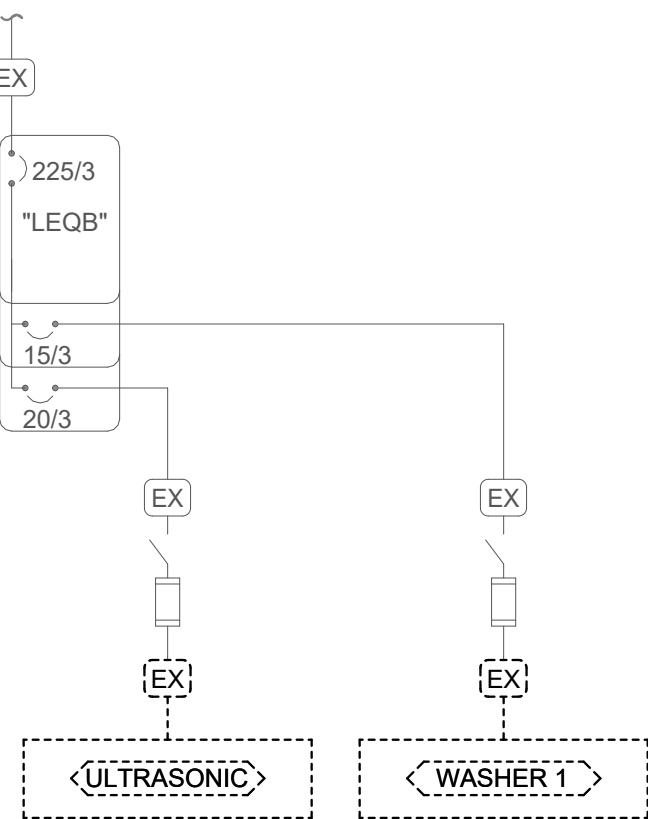 EX
225/3
"LEQB"
15/3
20/3
EX
EX
EX
EX
ULTRASONIC
WASHER 1